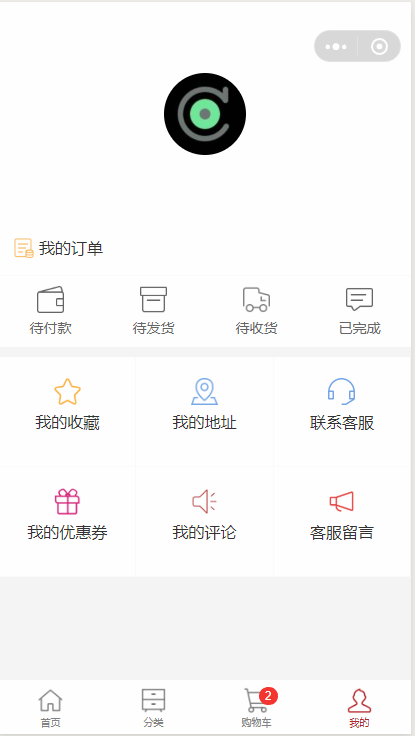 我的订单
待付款 待发货 待收货 已完成
我的收藏 我的地址 联系客服
我的优惠券 我的评论 客服留言
2
首页 分类 购物车 我的